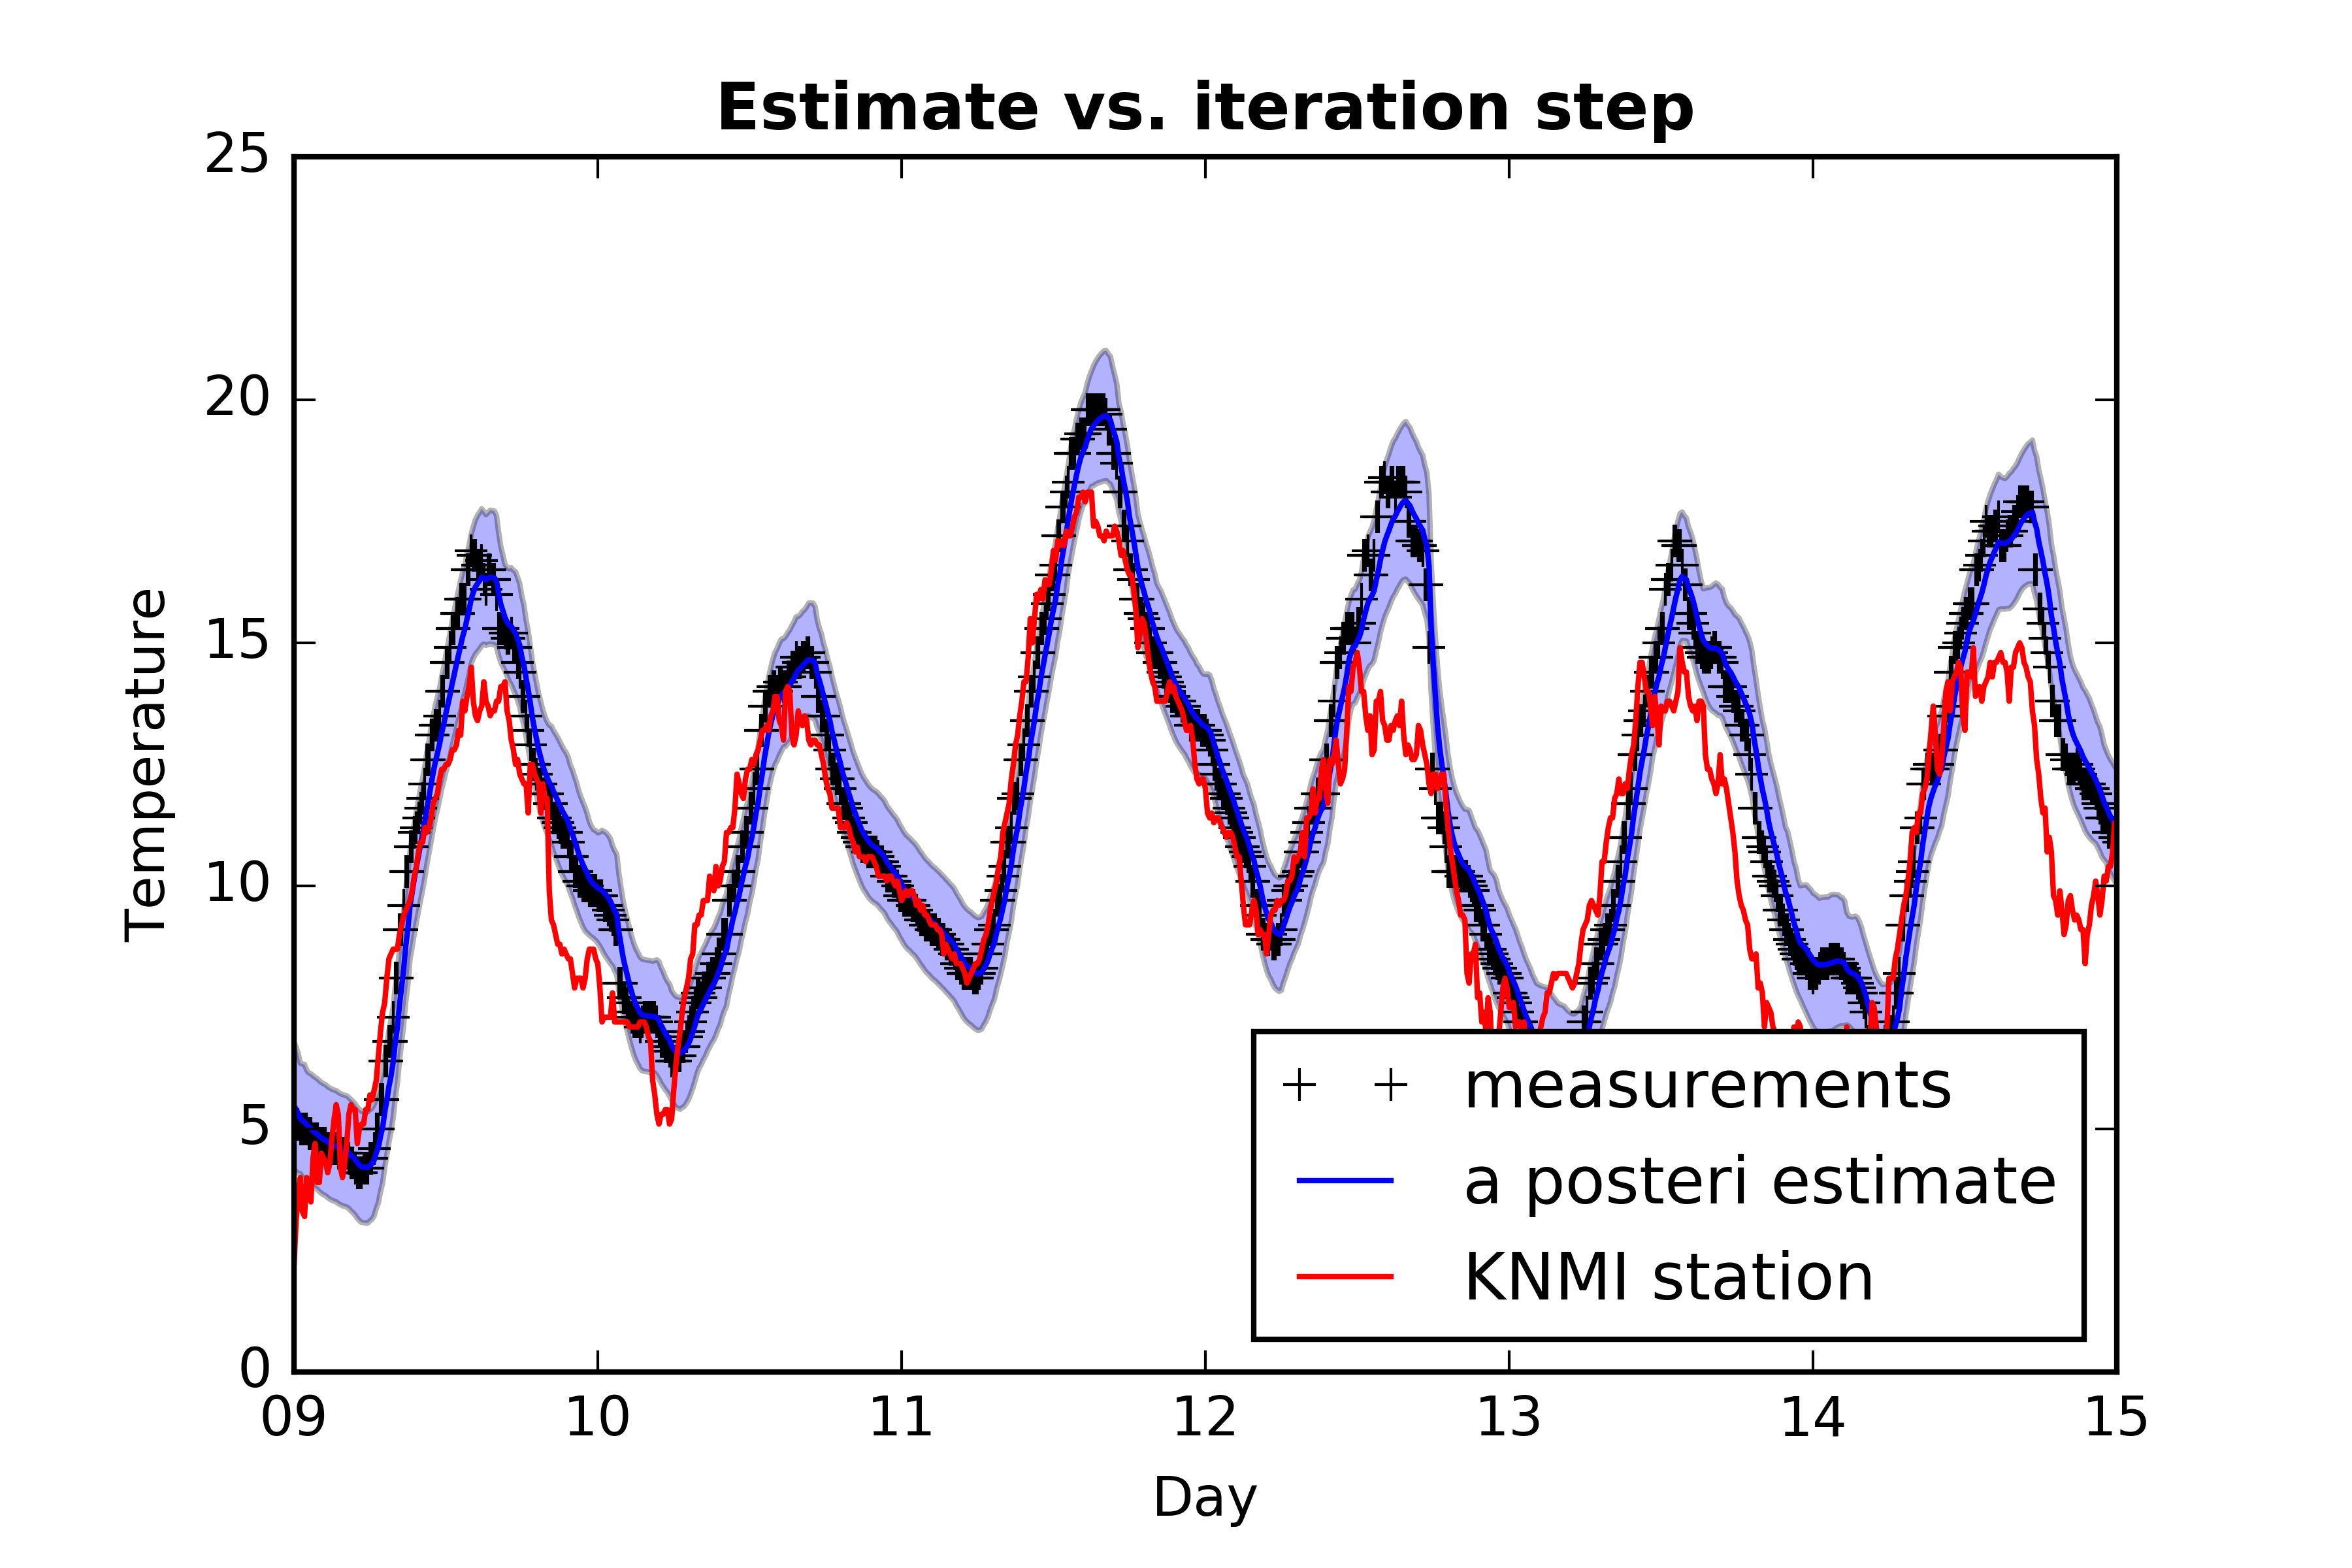 Estimate vs. iteration step
25
20
15
10
5
0
Temperature
09 10 11 12 13 14 15
Day
measurements
a posteri estimate
KNMI station